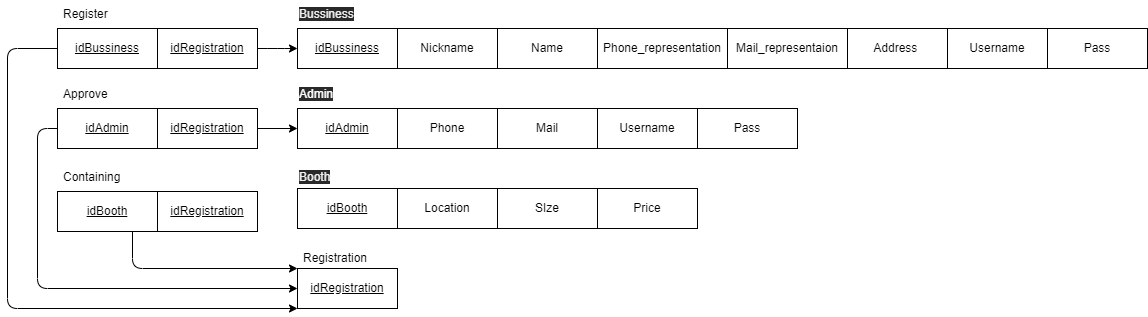 Register
Bussiness
idBussiness idRegistration idBussiness Nickname Name Phone_representation Mail_representaion Address Username Pass
Approve
Admin
idAdmin idRegistration idAdmin Phone Mail Username Pass
Containing
Booth
idBooth idRegistration idBooth Location SIze Price
Registration
idRegistration